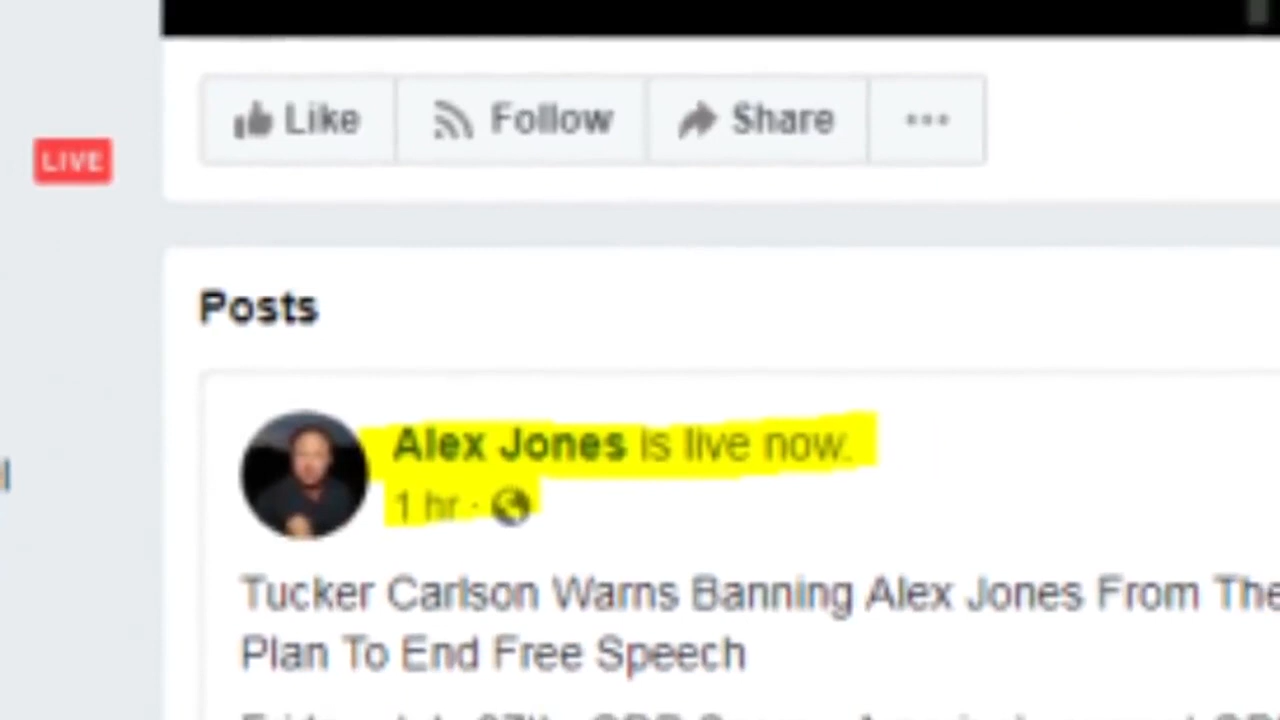 Like Follow Share ...
LIVE
Posts
Alex Jones is live now.
1 hr ·
Tucker Carlson Warns Banning Alex Jones From The
Plan To End Free Speech